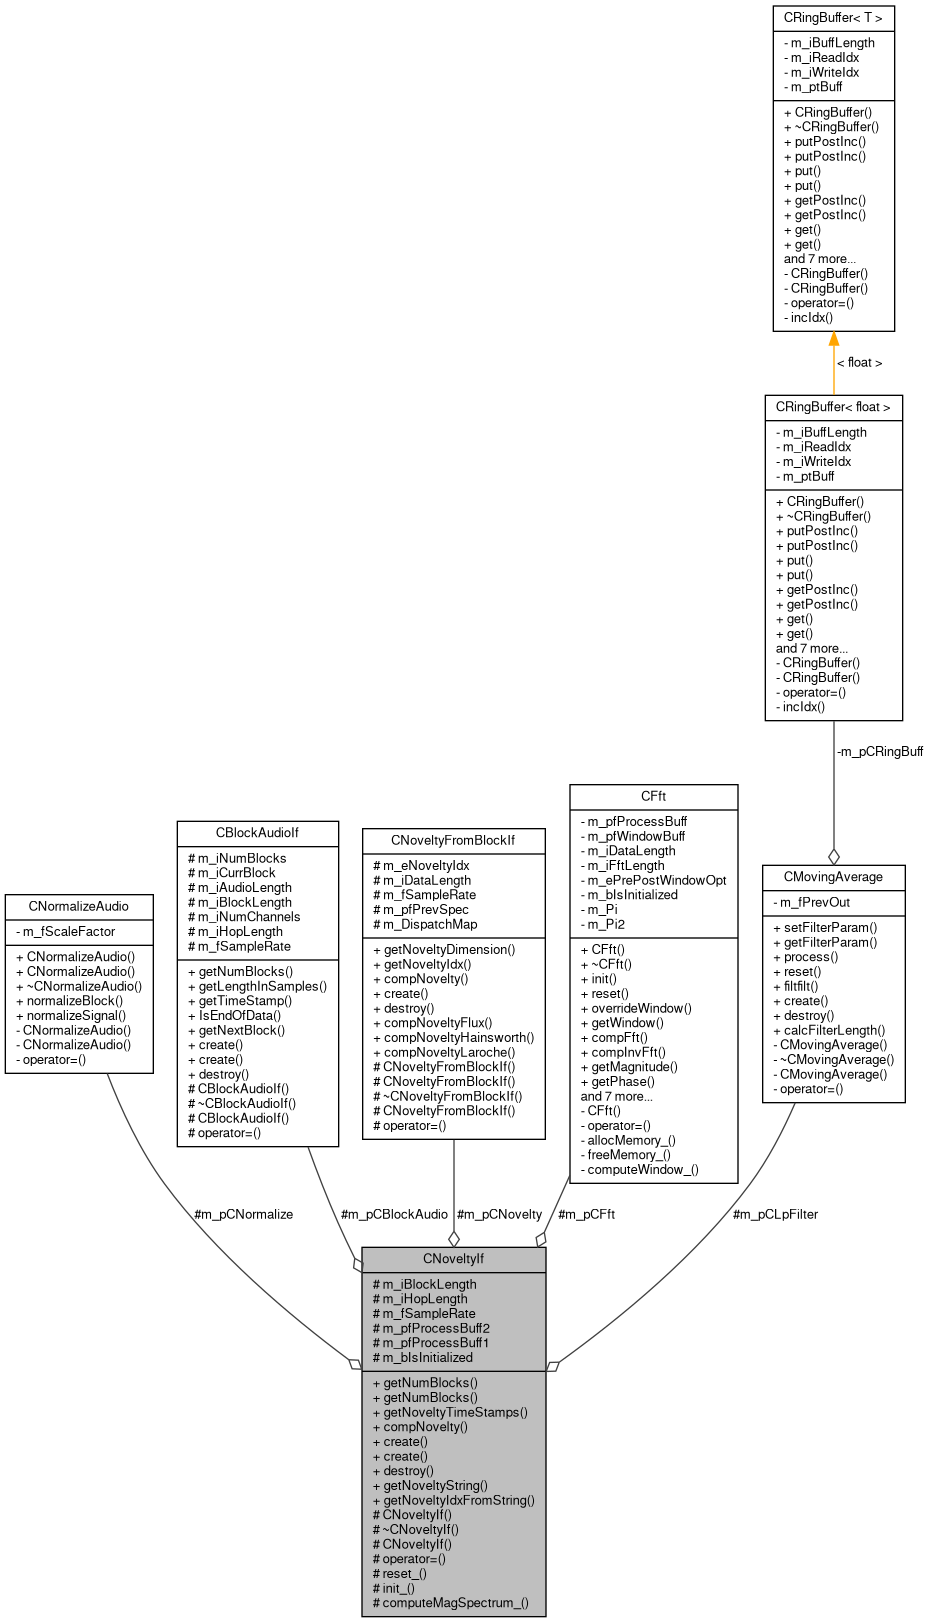 CRingBuffer< T >
- m_iBuffLength
- m_iReadIdx
- m_iWriteIdx
- m_ptBuff
+ CRingBuffer()
+ ~CRingBuffer()
+ putPostInc()
+ putPostInc()
+ put()
+ put()
+ getPostInc()
+ getPostInc()
+ get()
+ get()
and 7 more...
- CRingBuffer()
- CRingBuffer()
- operator=()
- incIdx()
< float >
CRingBuffer< float >
- m_iBuffLength
- m_iReadIdx
- m_iWriteIdx
- m_ptBuff
+ CRingBuffer()
+ ~CRingBuffer()
+ putPostInc()
+ putPostInc()
+ put()
+ put()
+ getPostInc()
+ getPostInc()
+ get()
+ get()
and 7 more...
- CRingBuffer()
- CRingBuffer()
- operator=()
- incIdx()
-m_pCRingBuff
CNormalizeAudio
- m_fScaleFactor
+ CNormalizeAudio()
+ CNormalizeAudio()
+ ~CNormalizeAudio()
+ normalizeBlock()
+ normalizeSignal()
- CNormalizeAudio()
- CNormalizeAudio()
- operator=()
CBlockAudioIf
# m_iNumBlocks
# m_iCurrBlock
# m_iAudioLength
# m_iBlockLength
# m_iNumChannels
# m_iHopLength
# m_fSampleRate
+ getNumBlocks()
+ getLengthInSamples()
+ getTimeStamp()
+ IsEndOfData()
+ getNextBlock()
+ create()
+ create()
+ destroy()
# CBlockAudioIf()
# ~CBlockAudioIf()
# CBlockAudioIf()
# operator=()
CNoveltyFromBlockIf
# m_eNoveltyIdx
# m_iDataLength
# m_fSampleRate
# m_pfPrevSpec
# m_DispatchMap
+ getNoveltyDimension()
+ getNoveltyIdx()
+ compNovelty()
+ create()
+ destroy()
+ compNoveltyFlux()
+ compNoveltyHainsworth()
+ compNoveltyLaroche()
# CNoveltyFromBlockIf()
# CNoveltyFromBlockIf()
# ~CNoveltyFromBlockIf()
# CNoveltyFromBlockIf()
# operator=()
CFft
- m_pfProcessBuff
- m_pfWindowBuff
- m_iDataLength
- m_iFftLength
- m_ePrePostWindowOpt
- m_bIsInitialized
- m_Pi
- m_Pi2
+ CFft()
+ ~CFft()
+ init()
+ reset()
+ overrideWindow()
+ getWindow()
+ compFft()
+ compInvFft()
+ getMagnitude()
+ getPhase()
and 7 more...
- CFft()
- operator=()
- allocMemory_()
- freeMemory_()
- computeWindow_()
CMovingAverage
- m_fPrevOut
+ setFilterParam()
+ getFilterParam()
+ process()
+ reset()
+ filtfilt()
+ create()
+ destroy()
+ calcFilterLength()
- CMovingAverage()
- ~CMovingAverage()
- CMovingAverage()
- operator=()
#m_pCNormalize
#m_pCBlockAudio
#m_pCNovelty
#m_pCFft
#m_pCLpFilter
CNoveltyIf
# m_iBlockLength
# m_iHopLength
# m_fSampleRate
# m_pfProcessBuff2
# m_pfProcessBuff1
# m_bIsInitialized
+ getNumBlocks()
+ getNumBlocks()
+ getNoveltyTimeStamps()
+ compNovelty()
+ create()
+ create()
+ destroy()
+ getNoveltyString()
+ getNoveltyIdxFromString()
# CNoveltyIf()
# ~CNoveltyIf()
# CNoveltyIf()
# operator=()
# reset_()
# init_()
# computeMagSpectrum_()